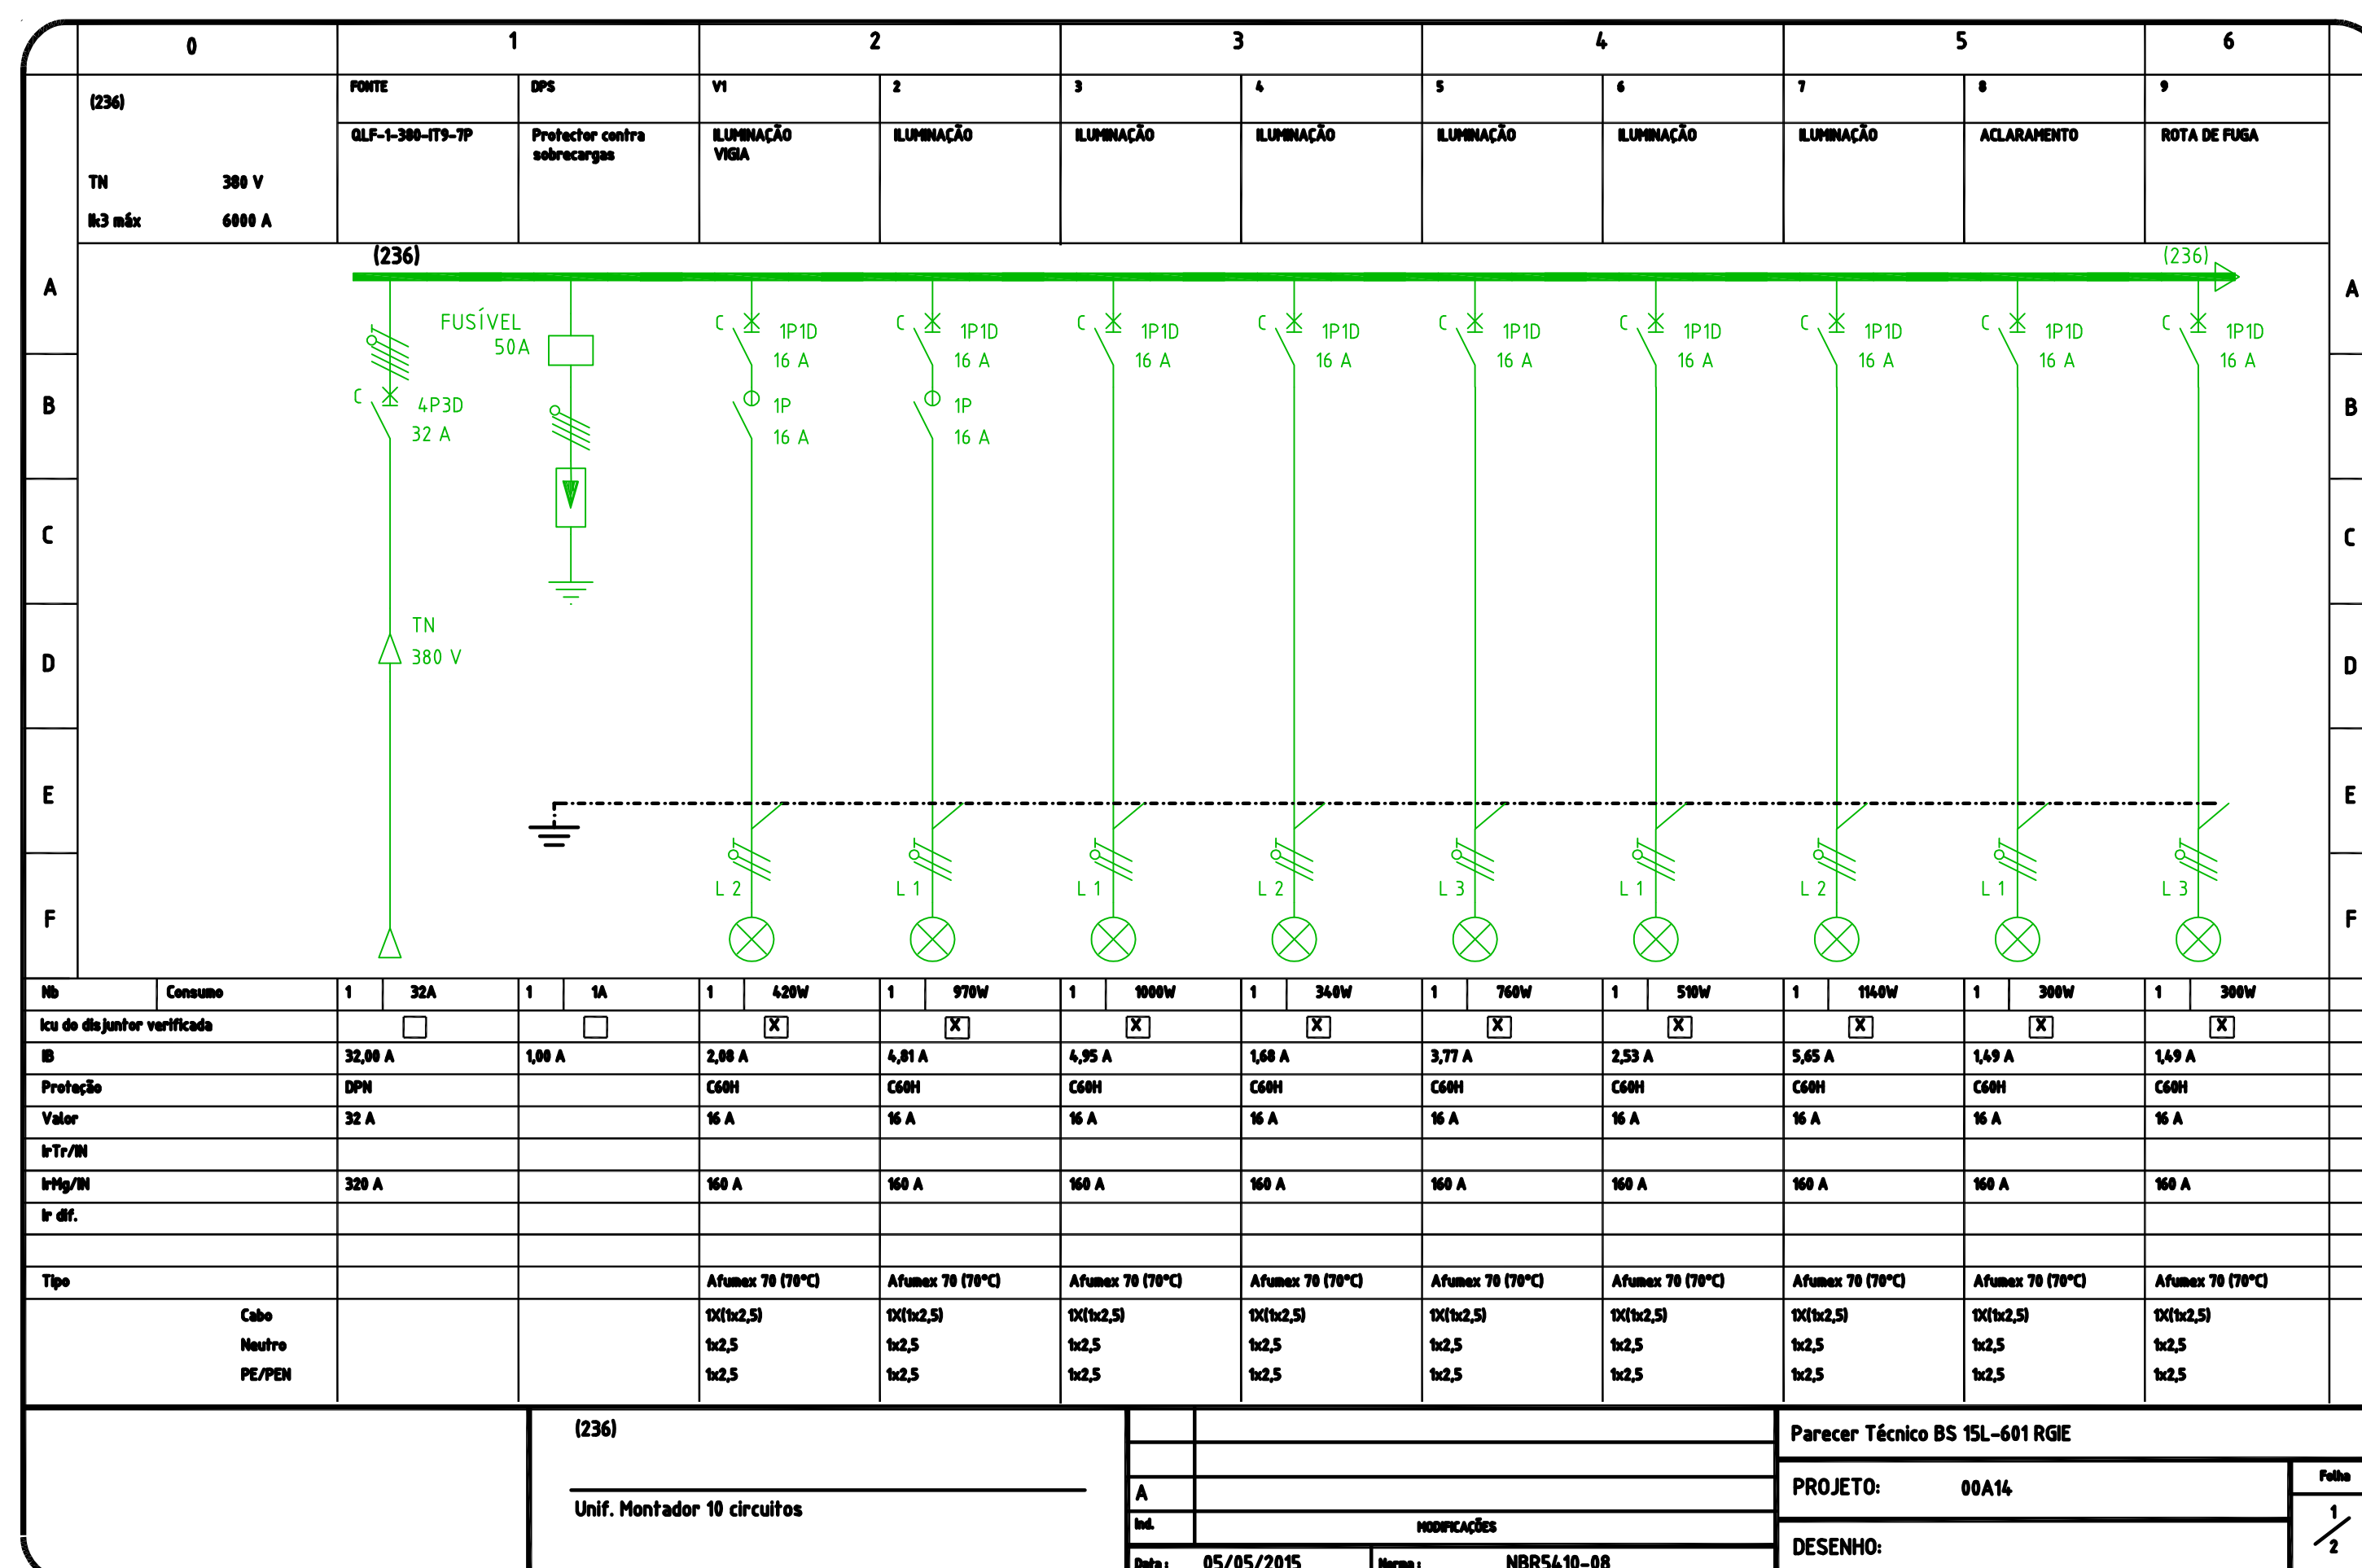 0 1 2 3 4 5 6
(236) FONTE DPS V1 2 3 4 5 6 7 8 9
QLF-1-380-IT9-7P Protector contra ILUMINAÇÃO ILUMINAÇÃO ILUMINAÇÃO ILUMINAÇÃO ILUMINAÇÃO ILUMINAÇÃO ILUMINAÇÃO ACLARAMENTO ROTA DE FUGA
sobrecargas VIGIA
TN 380 V
Ik3 máx 6000 A
(236) (236)
A A
FUSÍVEL C 1P1D C 1P1D C 1P1D C 1P1D C 1P1D C 1P1D C 1P1D C 1P1D C 1P1D
50A 16 A 16 A 16 A 16 A 16 A 16 A 16 A 16 A 16 A
B C 4P3D 1P 1P B
32 A 16 A 16 A
C C
TN
D 380 V D
E E
L 2 L 1 L 1 L 2 L 3 L 1 L 2 L 1 L 3
F F
Nb Consumo 1 32A 1 1A 1 420W 1 970W 1 1000W 1 340W 1 760W 1 510W 1 1140W 1 300W 1 300W
Icu do disjuntor verificada X X X X X X X X X
IB 32,00 A 1,00 A 2,08 A 4,81 A 4,95 A 1,68 A 3,77 A 2,53 A 5,65 A 1,49 A 1,49 A
Proteção DPN C60H C60H C60H C60H C60H C60H C60H C60H C60H
Valor 32 A 16 A 16 A 16 A 16 A 16 A 16 A 16 A 16 A 16 A
IrTr/IN
IrMg/IN 320 A 160 A 160 A 160 A 160 A 160 A 160 A 160 A 160 A 160 A
Ir dif.
Tipo Afumex 70 (70°C) Afumex 70 (70°C) Afumex 70 (70°C) Afumex 70 (70°C) Afumex 70 (70°C) Afumex 70 (70°C) Afumex 70 (70°C) Afumex 70 (70°C) Afumex 70 (70°C)
Cabo 1X(1x2,5) 1X(1x2,5) 1X(1x2,5) 1X(1x2,5) 1X(1x2,5) 1X(1x2,5) 1X(1x2,5) 1X(1x2,5) 1X(1x2,5)
Neutro 1x2,5 1x2,5 1x2,5 1x2,5 1x2,5 1x2,5 1x2,5 1x2,5 1x2,5
PE/PEN 1x2,5 1x2,5 1x2,5 1x2,5 1x2,5 1x2,5 1x2,5 1x2,5 1x2,5
(236)
Unif. Montador 10 circuitos
A
Ind. MODIFICAÇÕES
Data : 05/05/2015 Norma : NBR5410-08
Parecer Técnico BS 15L-601 RGIE
PROJETO: 00A14
DESENHO:
Folha
1/2